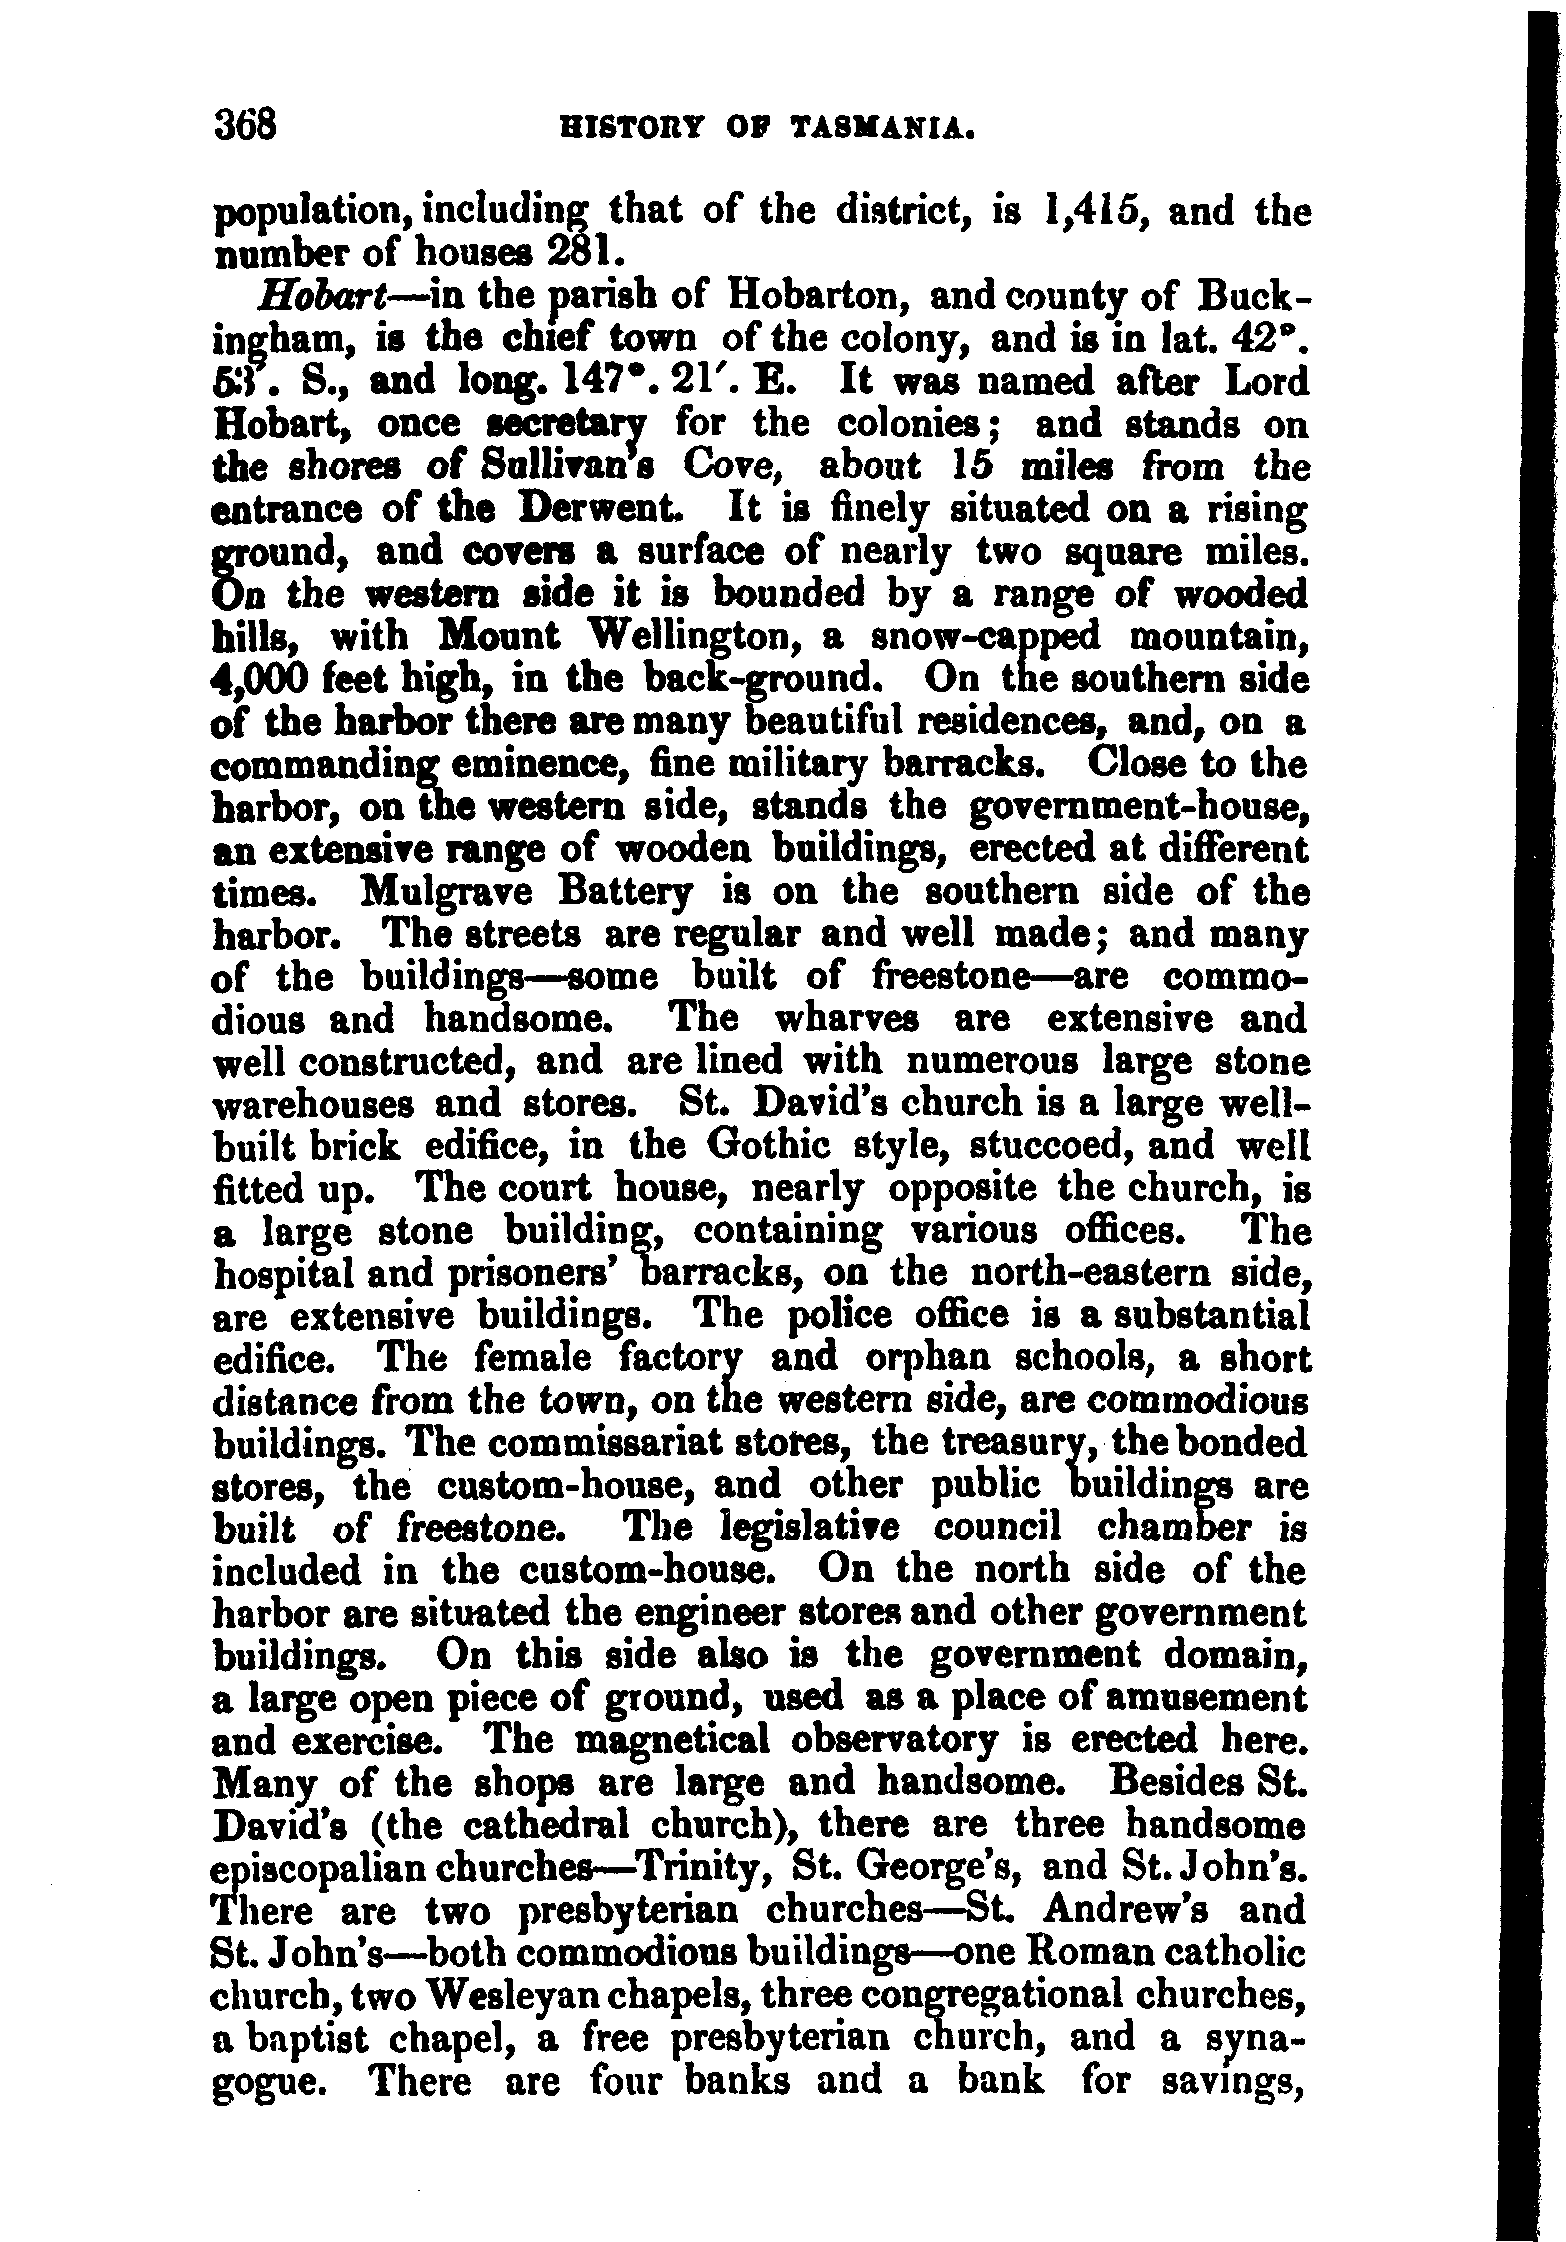 368 HISTORY OF TASMANIA.
population, including that of the district, is 1,415, and the
number of houses 281.
Hobart—in the parish of Hobarton, and county of Buck-
ingham, is the chief town of the colony, and is in lat. 42°.
53′. S., and long. 147°. 21′. E. It was named after Lord
Hobart, once secretary for the colonies; and stands on
the shores of Sullivan's Cove, about 15 miles from the
entrance of the Derwent. It is finely situated on a rising
ground, and covers a surface of nearly two square miles.
On the western side it is bounded by a range of wooded
hills, with Mount Wellington, a snow-capped mountain,
4,000 feet high, in the back-ground. On the southern side
of the harbor there are many beautiful residences, and, on a
commanding eminence, fine military barracks. Close to the
harbor, on the western side, stands the government-house,
an extensive range of wooden buildings, erected at different
times. Mulgrave Battery is on the southern side of the
harbor. The streets are regular and well made; and many
of the buildings—some built of freestone—are commo-
dious and handsome. The wharves are extensive and
well constructed, and are lined with numerous large stone
warehouses and stores. St. David's church is a large well-
built brick edifice, in the Gothic style, stuccoed, and well
fitted up. The court house, nearly opposite the church, is
a large stone building, containing various offices. The
hospital and prisoners' barracks, on the north-eastern side,
are extensive buildings. The police office is a substantial
edifice. The female factory and orphan schools, a short
distance from the town, on the western side, are commodious
buildings. The commissariat stores, the treasury, the bonded
stores, the custom-house, and other public buildings are
built of freestone. The legislative council chamber is
included in the custom-house. On the north side of the
harbor are situated the engineer stores and other government
buildings. On this side also is the government domain,
a large open piece of ground, used as a place of amusement
and exercise. The magnetical observatory is erected here.
Many of the shops are large and handsome. Besides St.
David's (the cathedral church), there are three handsome
episcopalian churches—Trinity, St. George's, and St. John's.
There are two presbyterian churches—St. Andrew's and
St. John's—both commodious buildings—one Roman catholic
church, two Wesleyan chapels, three congregational churches,
a baptist chapel, a free presbyterian church, and a syna-
gogue. There are four banks and a bank for savings,